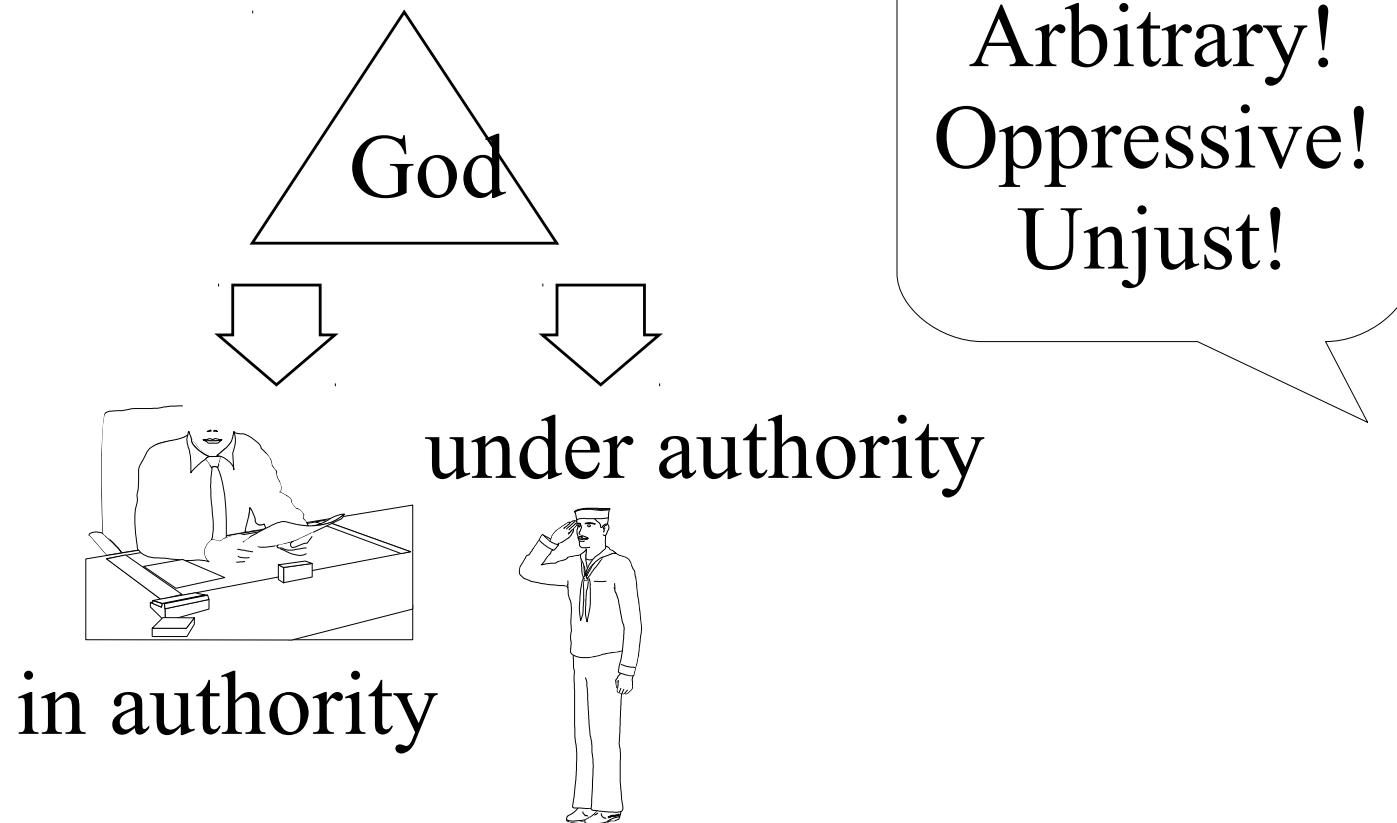 God
under authority
in authority
Arbitrary!
Oppressive!
Unjust!